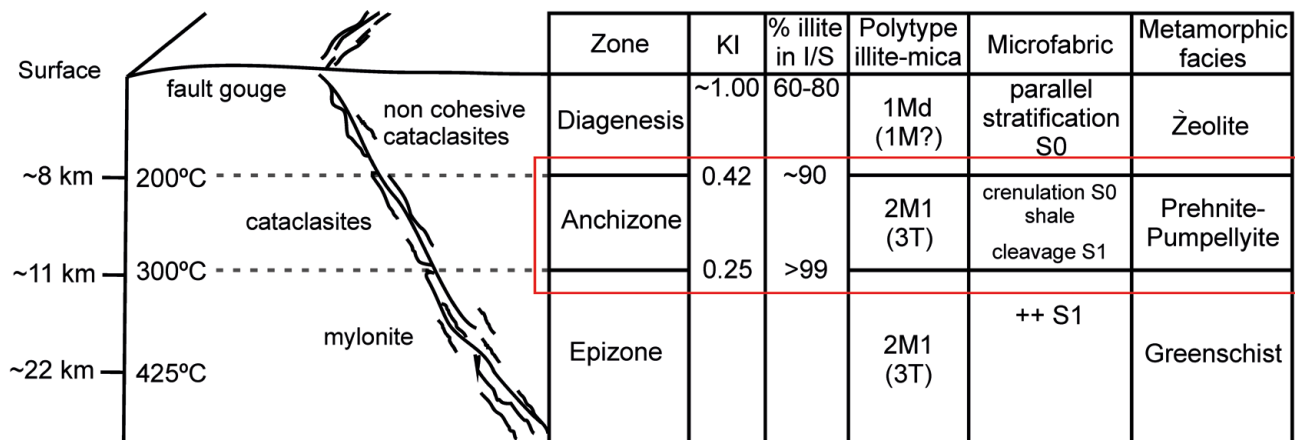 Surface
fault gouge
non cohesive
cataclasites
~8 km
200ºC
cataclasites
~11 km
300ºC
mylonite
~22 km
425ºC
Zone
KI
% illite
in I/S
Polytype
illite-mica
Microfabric
Metamorphic
facies
Diagenesis
~1.00
60-80
1Md
(1M?)
parallel
stratification
S0
Z̀eolite
0.42
~90
Anchizone
2M1
(3T)
crenulation S0
shale
cleavage S1
Prehnite-
Pumpellyite
0.25
>99
Epizone
2M1
(3T)
++ S1
Greenschist